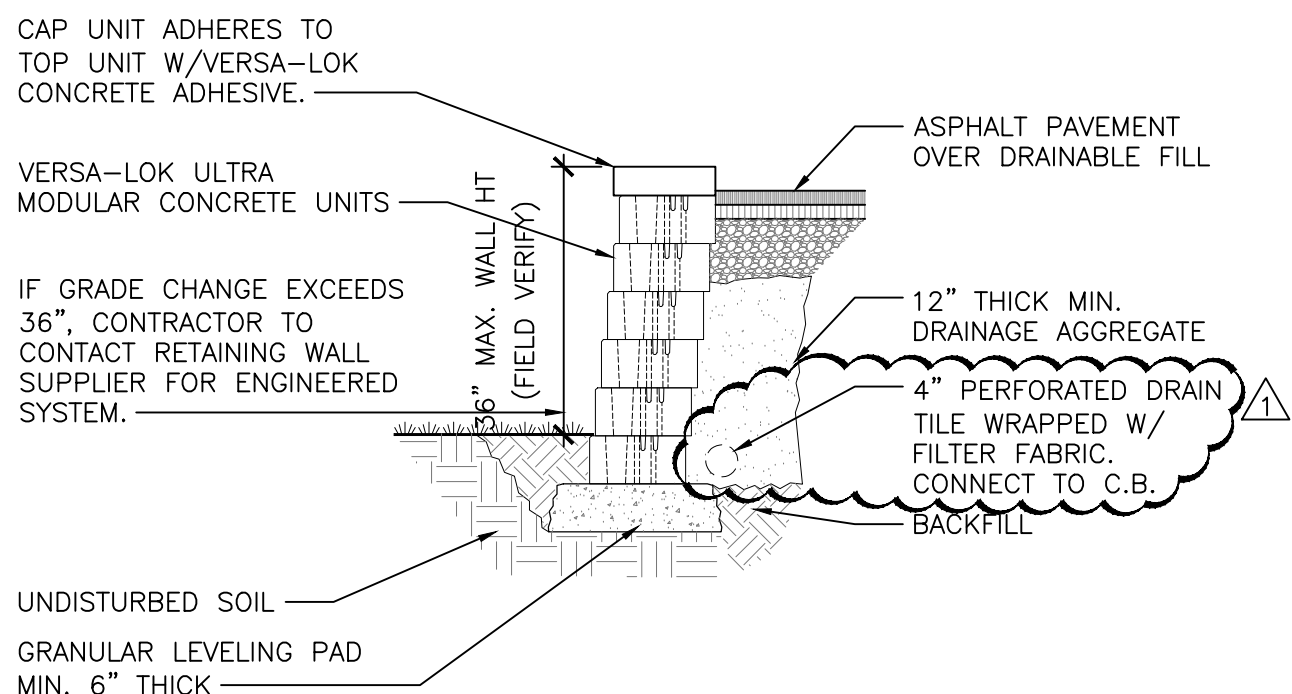 CAP UNIT ADHERES TO
TOP UNIT W/VERSA-LOK
CONCRETE ADHESIVE.
VERSA-LOK ULTRA
MODULAR CONCRETE UNITS
IF GRADE CHANGE EXCEEDS
36", CONTRACTOR TO
CONTACT RETAINING WALL
SUPPLIER FOR ENGINEERED
SYSTEM.
UNDISTURBED SOIL
GRANULAR LEVELING PAD
MIN. 6" THICK
36" MAX. WALL HT
(FIELD VERIFY)
ASPHALT PAVEMENT
OVER DRAINABLE FILL
12" THICK MIN.
DRAINAGE AGGREGATE
4" PERFORATED DRAIN
TILE WRAPPED W/
FILTER FABRIC.
CONNECT TO C.B.
1
BACKFILL